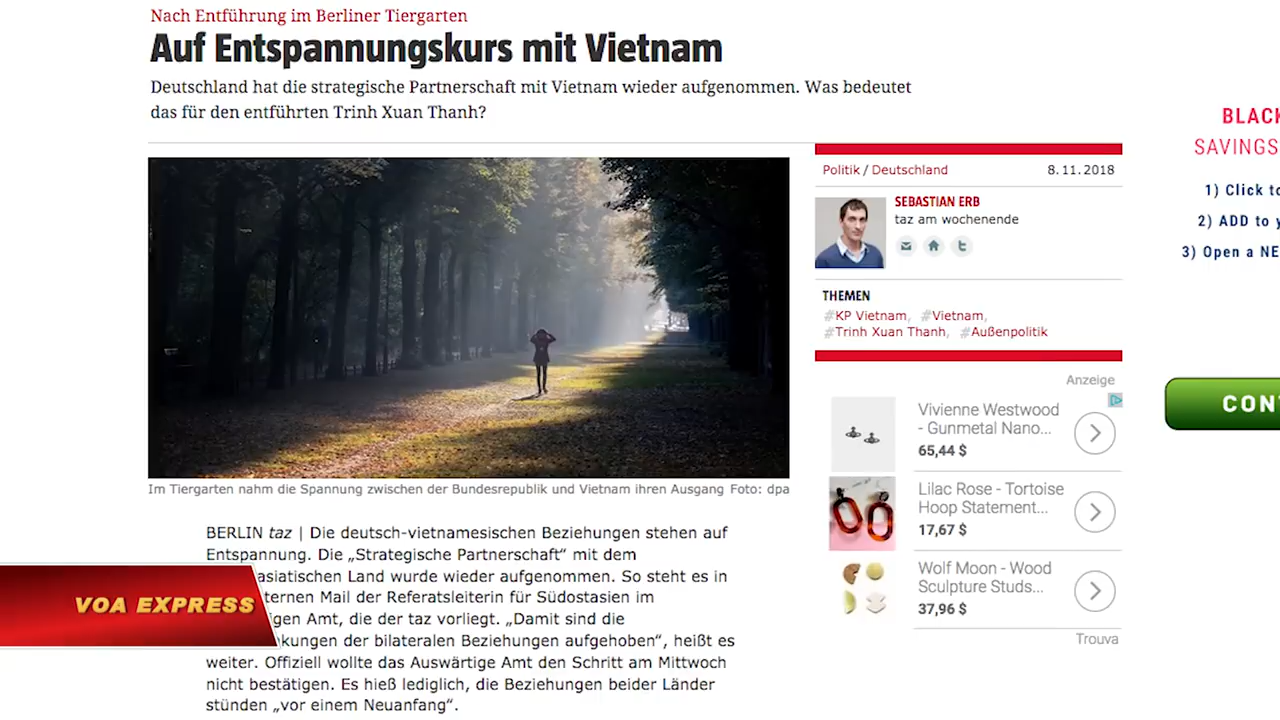 Nach Entführung im Berliner Tiergarten
Auf Entspannungskurs mit Vietnam
Deutschland hat die strategische Partnerschaft mit Vietnam wieder aufgenommen. Was bedeutet
das für den entführten Trinh Xuan Thanh?
Im Tiergarten nahm die Spannung zwischen der Bundesrepublik und Vietnam ihren Ausgang Foto: dpa
BERLIN taz | Die deutsch-vietnamesischen Beziehungen stehen auf
Entspannung. Die „Strategische Partnerschaft“ mit dem
asiatischen Land wurde wieder aufgenommen. So steht es in
ternen Mail der Referatsleiterin für Südostasien im
igen Amt, die der taz vorliegt. „Damit sind die
kungen der bilateralen Beziehungen aufgehoben“, heißt es
weiter. Offiziell wollte das Auswärtige Amt den Schritt am Mittwoch
nicht bestätigen. Es hieß lediglich, die Beziehungen beider Länder
stünden „vor einem Neuanfang“.
VOA EXPRESS
Politik / Deutschland 8.11.2018
SEBASTIAN ERB
taz am wochenende
THEMEN
#KP Vietnam, #Vietnam,
#Trinh Xuan Thanh, #Außenpolitik
Anzeige
Vivienne Westwood
- Gunmetal Nano...
65,44 $
Lilac Rose - Tortoise
Hoop Statement...
17,67 $
Wolf Moon - Wood
Sculpture Studs...
37,96 $
Trouva
BLACK
SAVINGS
1) Click to
2) ADD to y
3) Open a NE
CON